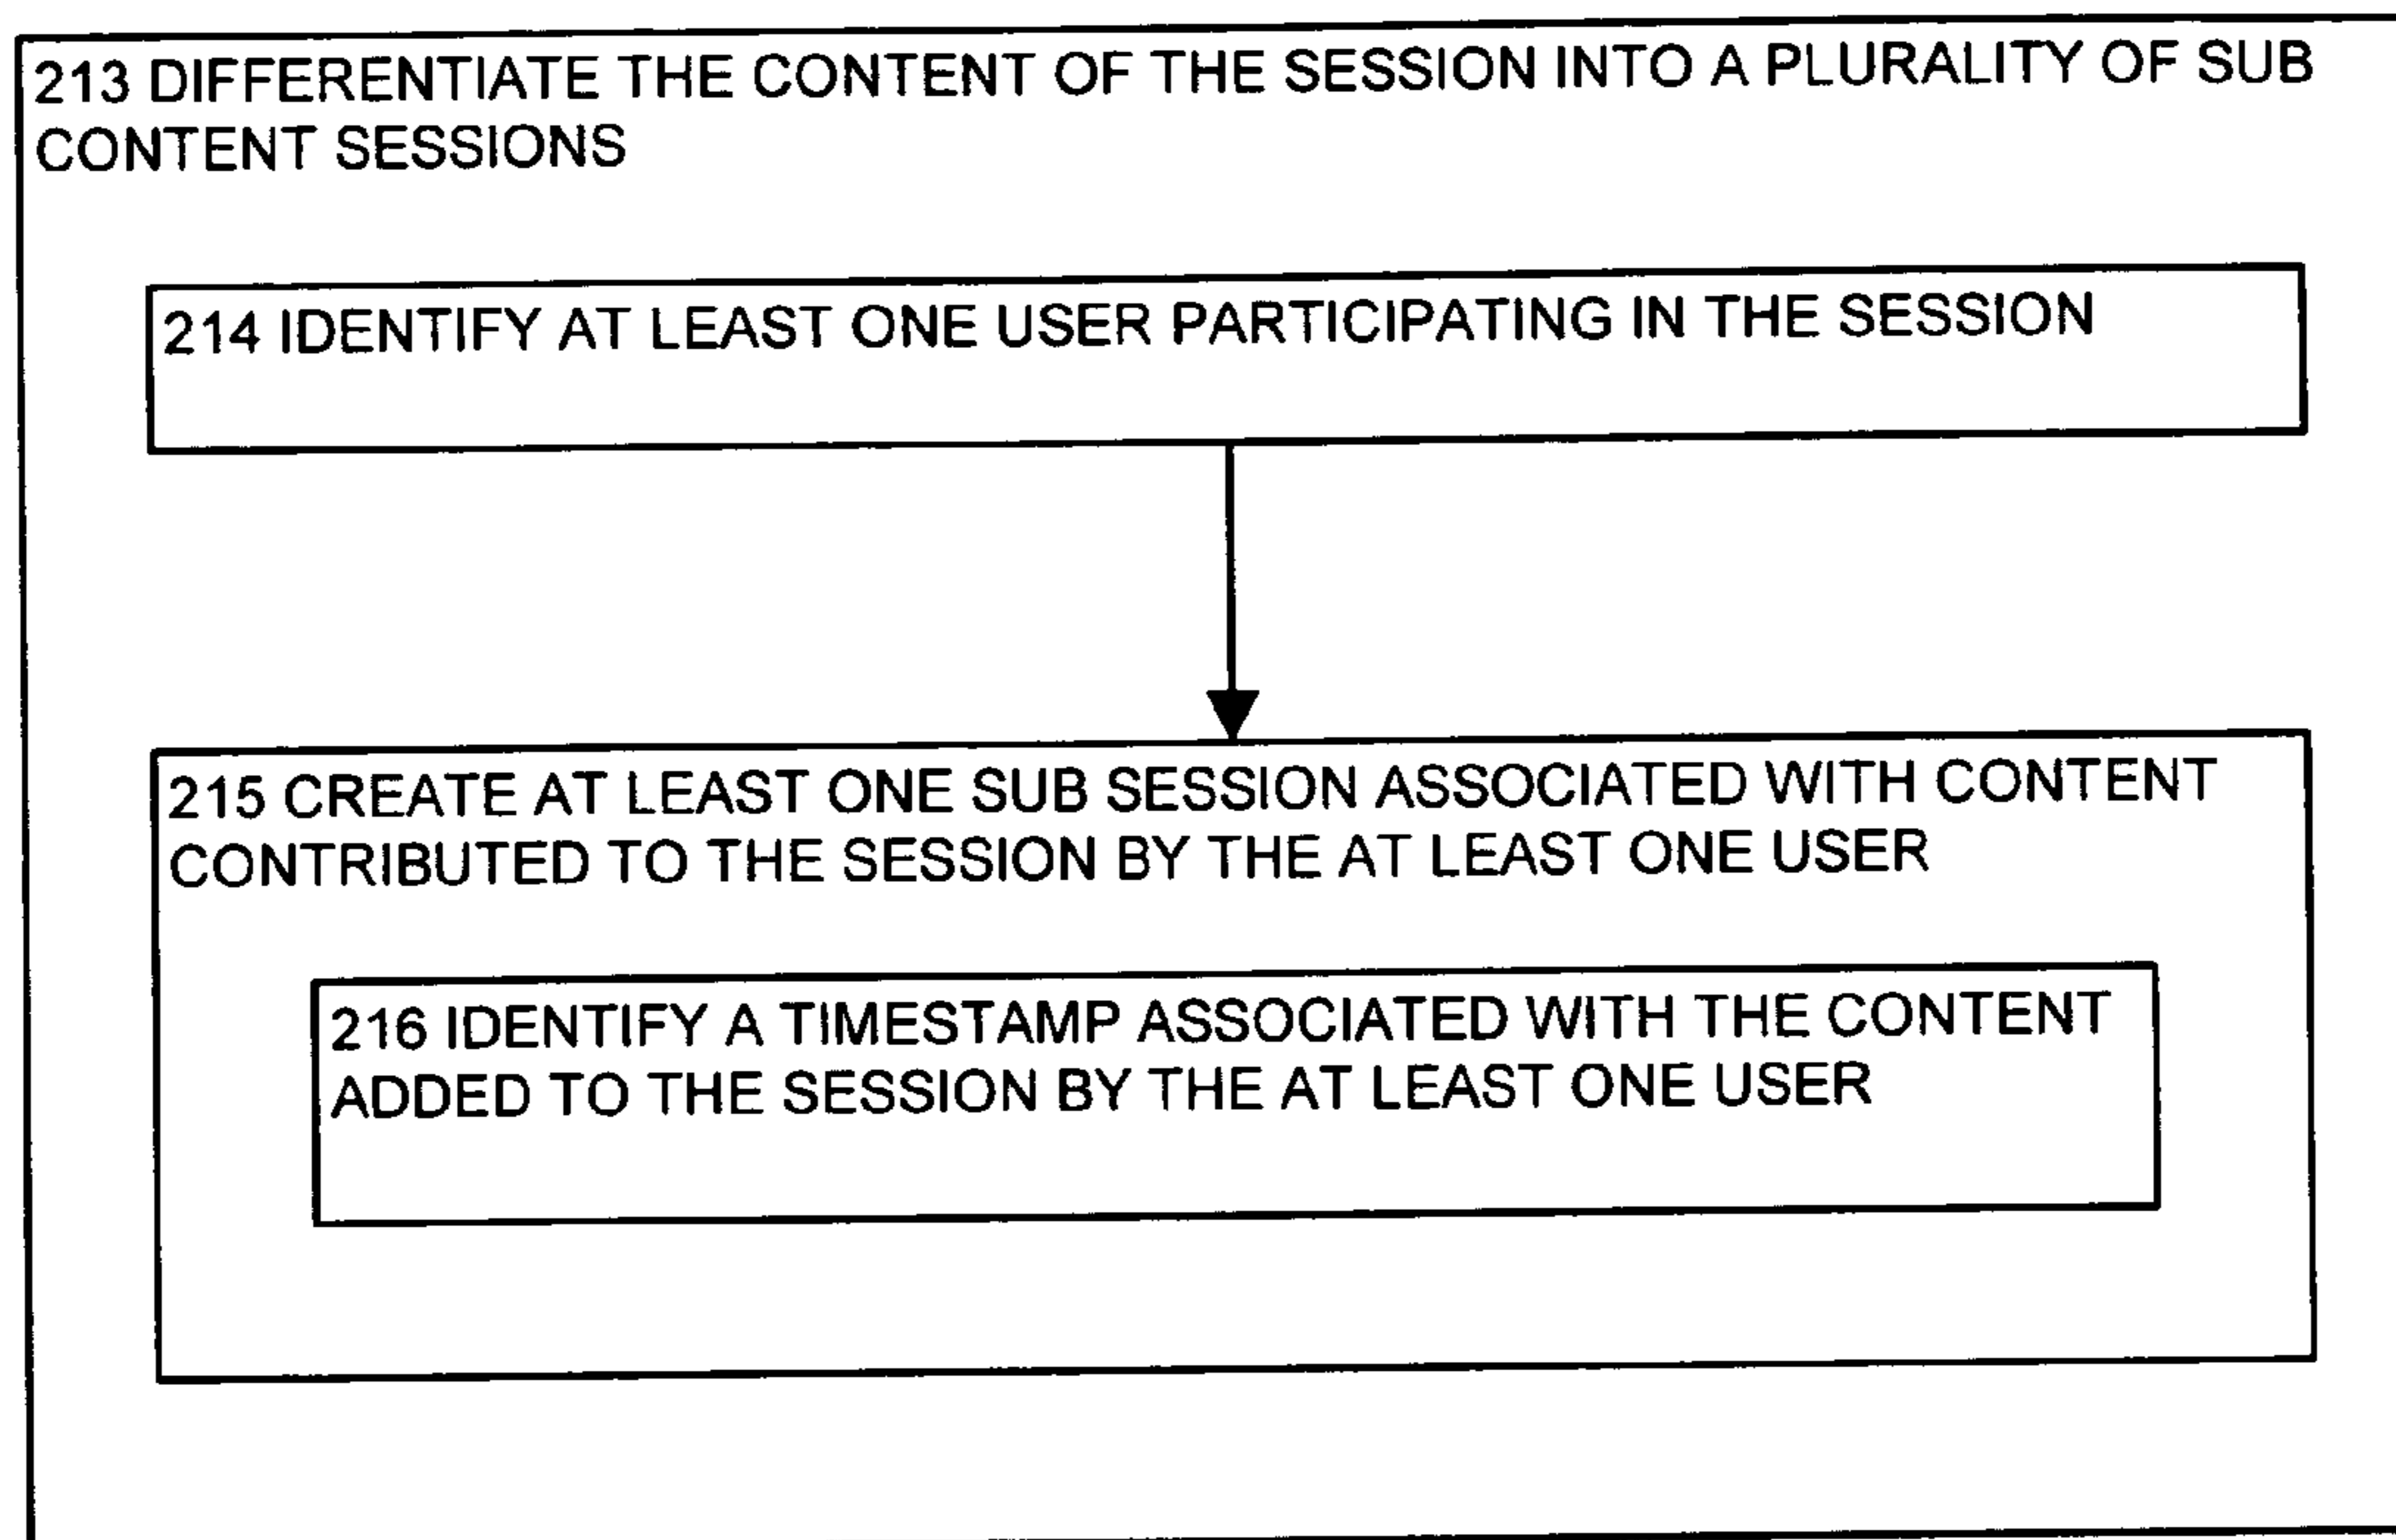 213 DIFFERENTIATE THE CONTENT OF THE SESSION INTO A PLURALITY OF SUB
CONTENT SESSIONS
214 IDENTIFY AT LEAST ONE USER PARTICIPATING IN THE SESSION
215 CREATE AT LEAST ONE SUB SESSION ASSOCIATED WITH CONTENT
CONTRIBUTED TO THE SESSION BY THE AT LEAST ONE USER
216 IDENTIFY A TIMESTAMP ASSOCIATED WITH THE CONTENT
ADDED TO THE SESSION BY THE AT LEAST ONE USER